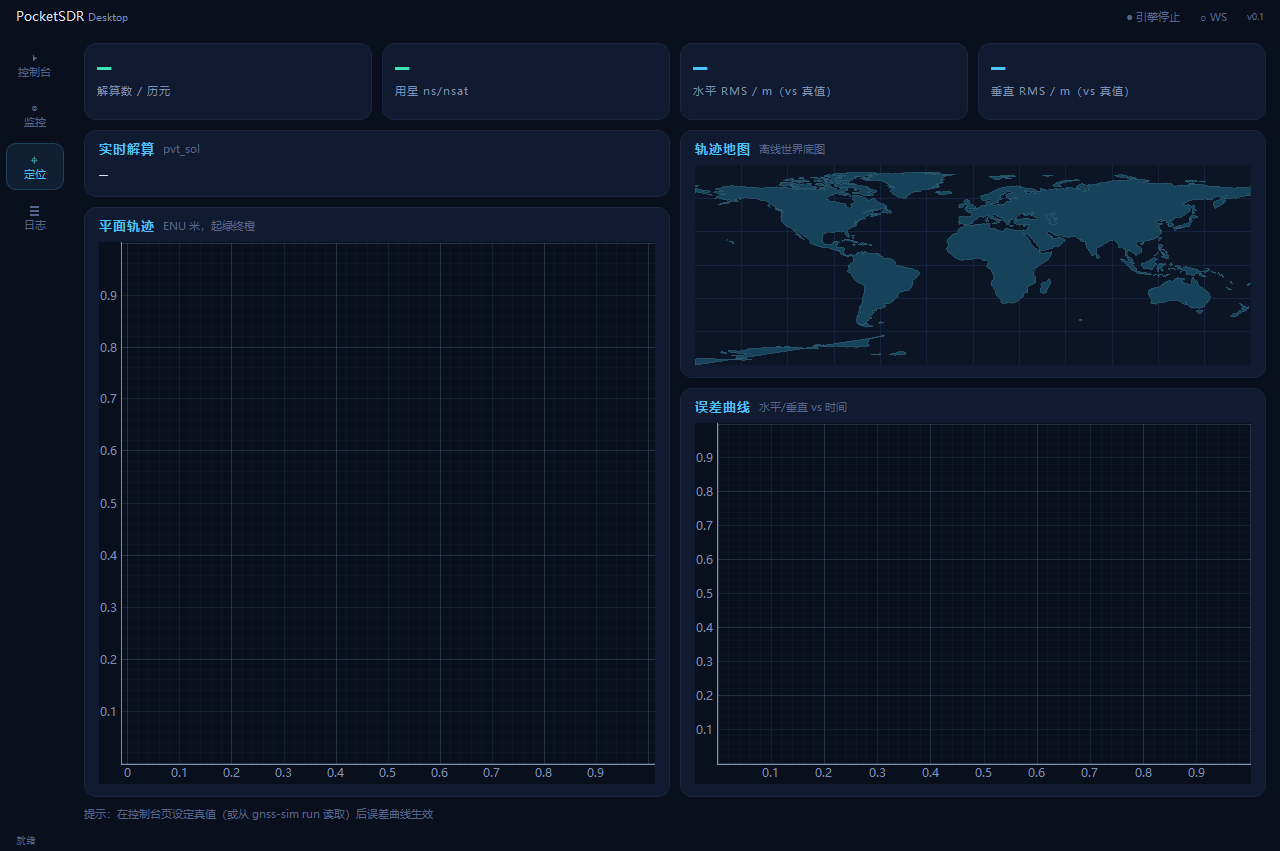 PocketSDR Desktop
● 引擎停止 ○ WS v0.1
控制台
监控
定位
日志
—
解算数 / 历元
—
用星 ns/nsat
—
水平 RMS / m（vs 真值）
—
垂直 RMS / m（vs 真值）
实时解算 pvt_sol
—
轨迹地图 离线世界底图
平面轨迹 ENU 米，起绿终橙
0.9
0.8
0.7
0.6
0.5
0.4
0.3
0.2
0.1
0 0.1 0.2 0.3 0.4 0.5 0.6 0.7 0.8 0.9
误差曲线 水平/垂直 vs 时间
0.9
0.8
0.7
0.6
0.5
0.4
0.3
0.2
0.1
0.1 0.2 0.3 0.4 0.5 0.6 0.7 0.8 0.9
提示：在控制台页设定真值（或从 gnss-sim run 读取）后误差曲线生效
就绪